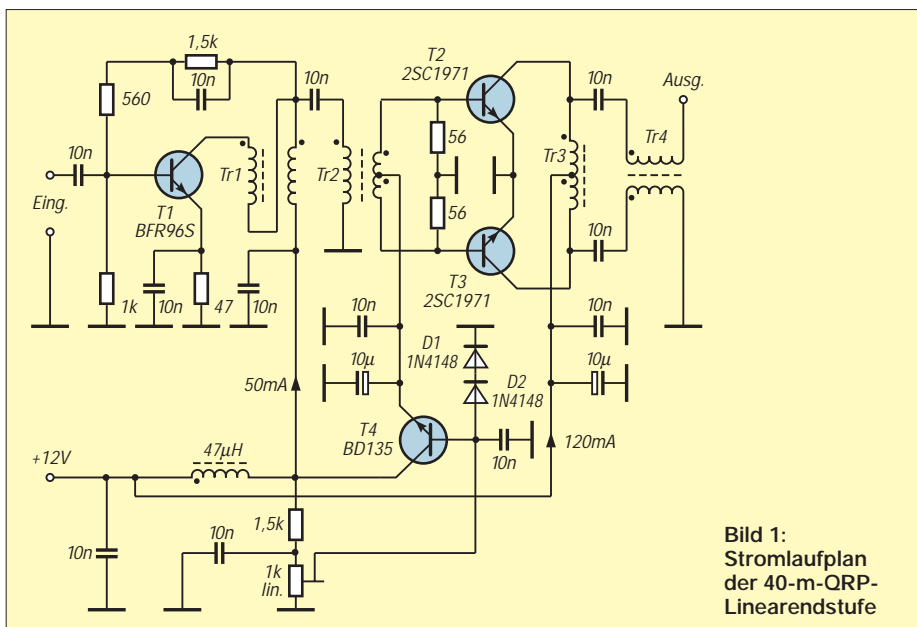 1,5k
10n
560
10n
T2
2SC1971
10n
Ausg.
10n
Tr1
Tr2
56
56
Tr3
Tr4
Eing.
T1
BFR96S
T3
2SC1971
10n
1k
10n
47
10n
10n
10µ
50mA
D1
1N4148
D2
1N4148
10n
10µ
120mA
T4
BD135
10n
+12V
47µH
10n
1,5k
10n
1k
lin.
Bild 1:
Stromlaufplan
der 40-m-QRP-
Linearendstufe